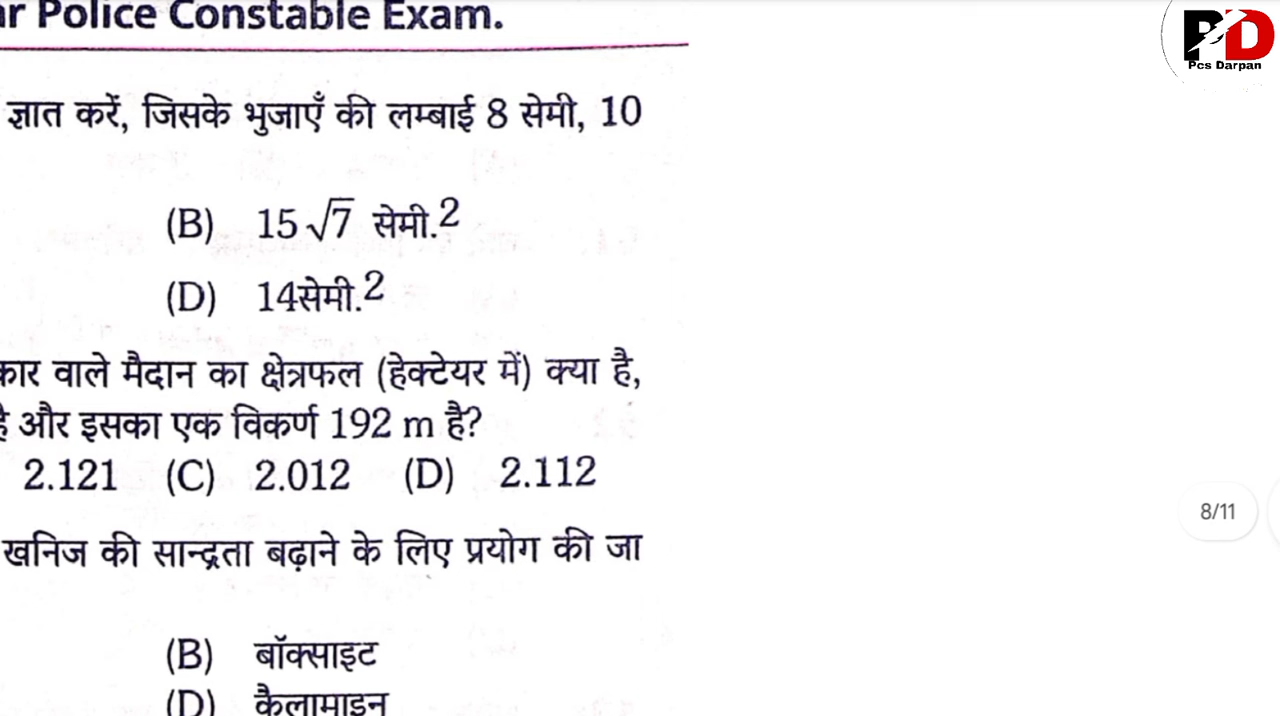 r Police Constable Exam.
PD
Pcs Darpan
ज्ञात करें, जिसके भुजाएँ की लम्बाई 8 सेमी, 10
(B) 15√7 सेमी.2
(D) 14सेमी.2
कार वाले मैदान का क्षेत्रफल (हेक्टेयर में) क्या है,
है और इसका एक विकर्ण 192 m है?
2.121 (C) 2.012 (D) 2.112
8/11
खनिज की सान्द्रता बढ़ाने के लिए प्रयोग की जा
(B) बॉक्साइट
(D) कैलामाइन